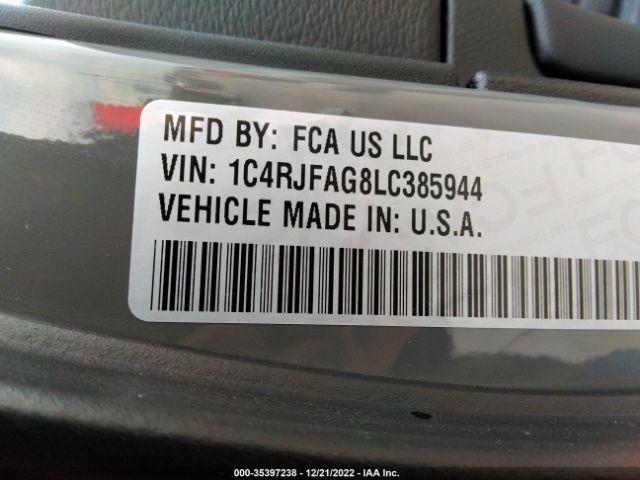 MFD BY: FCA US LLC
VIN: 1C4RJFAG8LC385944
VEHICLE MADE IN: U.S.A.
000-35397238 - 12/21/2022 - IAA Inc.